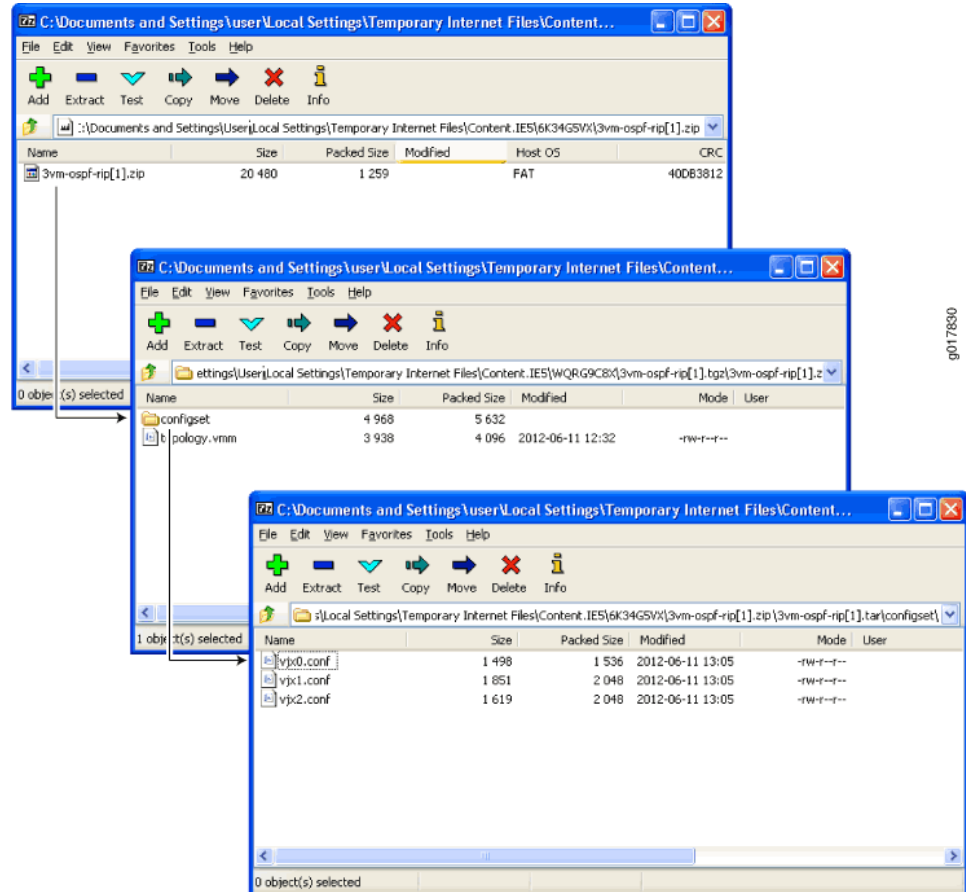 C:\Documents and Settings\user\Local Settings\Temporary Internet Files\Content...
File Edit View Favorites Tools Help
Add Extract Test Copy Move Delete Info
:\Documents and Settings\User\Local Settings\Temporary Internet Files\Content.IE5\6K34G5VX\3vm-ospf-rip[1].zip
Name Size Packed Size Modified Host OS CRC
3vm-ospf-rip[1].zip 20 480 1 259 FAT 40DB3812
0 object(s) selected
C:\Documents and Settings\user\Local Settings\Temporary Internet Files\Content...
File Edit View Favorites Tools Help
Add Extract Test Copy Move Delete Info
ettings\User\Local Settings\Temporary Internet Files\Content.IE5\WQRG9C8X\3vm-ospf-rip[1].tgz\3vm-ospf-rip[1].z
Name Size Packed Size Modified Mode User
configset 4 968 5 632
topology.vmm 3 938 4 096 2012-06-11 12:32 -rw-r--r--
1 object(s) selected
C:\Documents and Settings\user\Local Settings\Temporary Internet Files\Content...
File Edit View Favorites Tools Help
Add Extract Test Copy Move Delete Info
s\Local Settings\Temporary Internet Files\Content.IE5\6K34G5VX\3vm-ospf-rip[1].zip\3vm-ospf-rip[1].tar\configset\
Name Size Packed Size Modified Mode User
vjx0.conf 1 498 1 536 2012-06-11 13:05 -rw-r--r--
vjx1.conf 1 851 2 048 2012-06-11 13:05 -rw-r--r--
vjx2.conf 1 619 2 048 2012-06-11 13:05 -rw-r--r--
0 object(s) selected
g017830